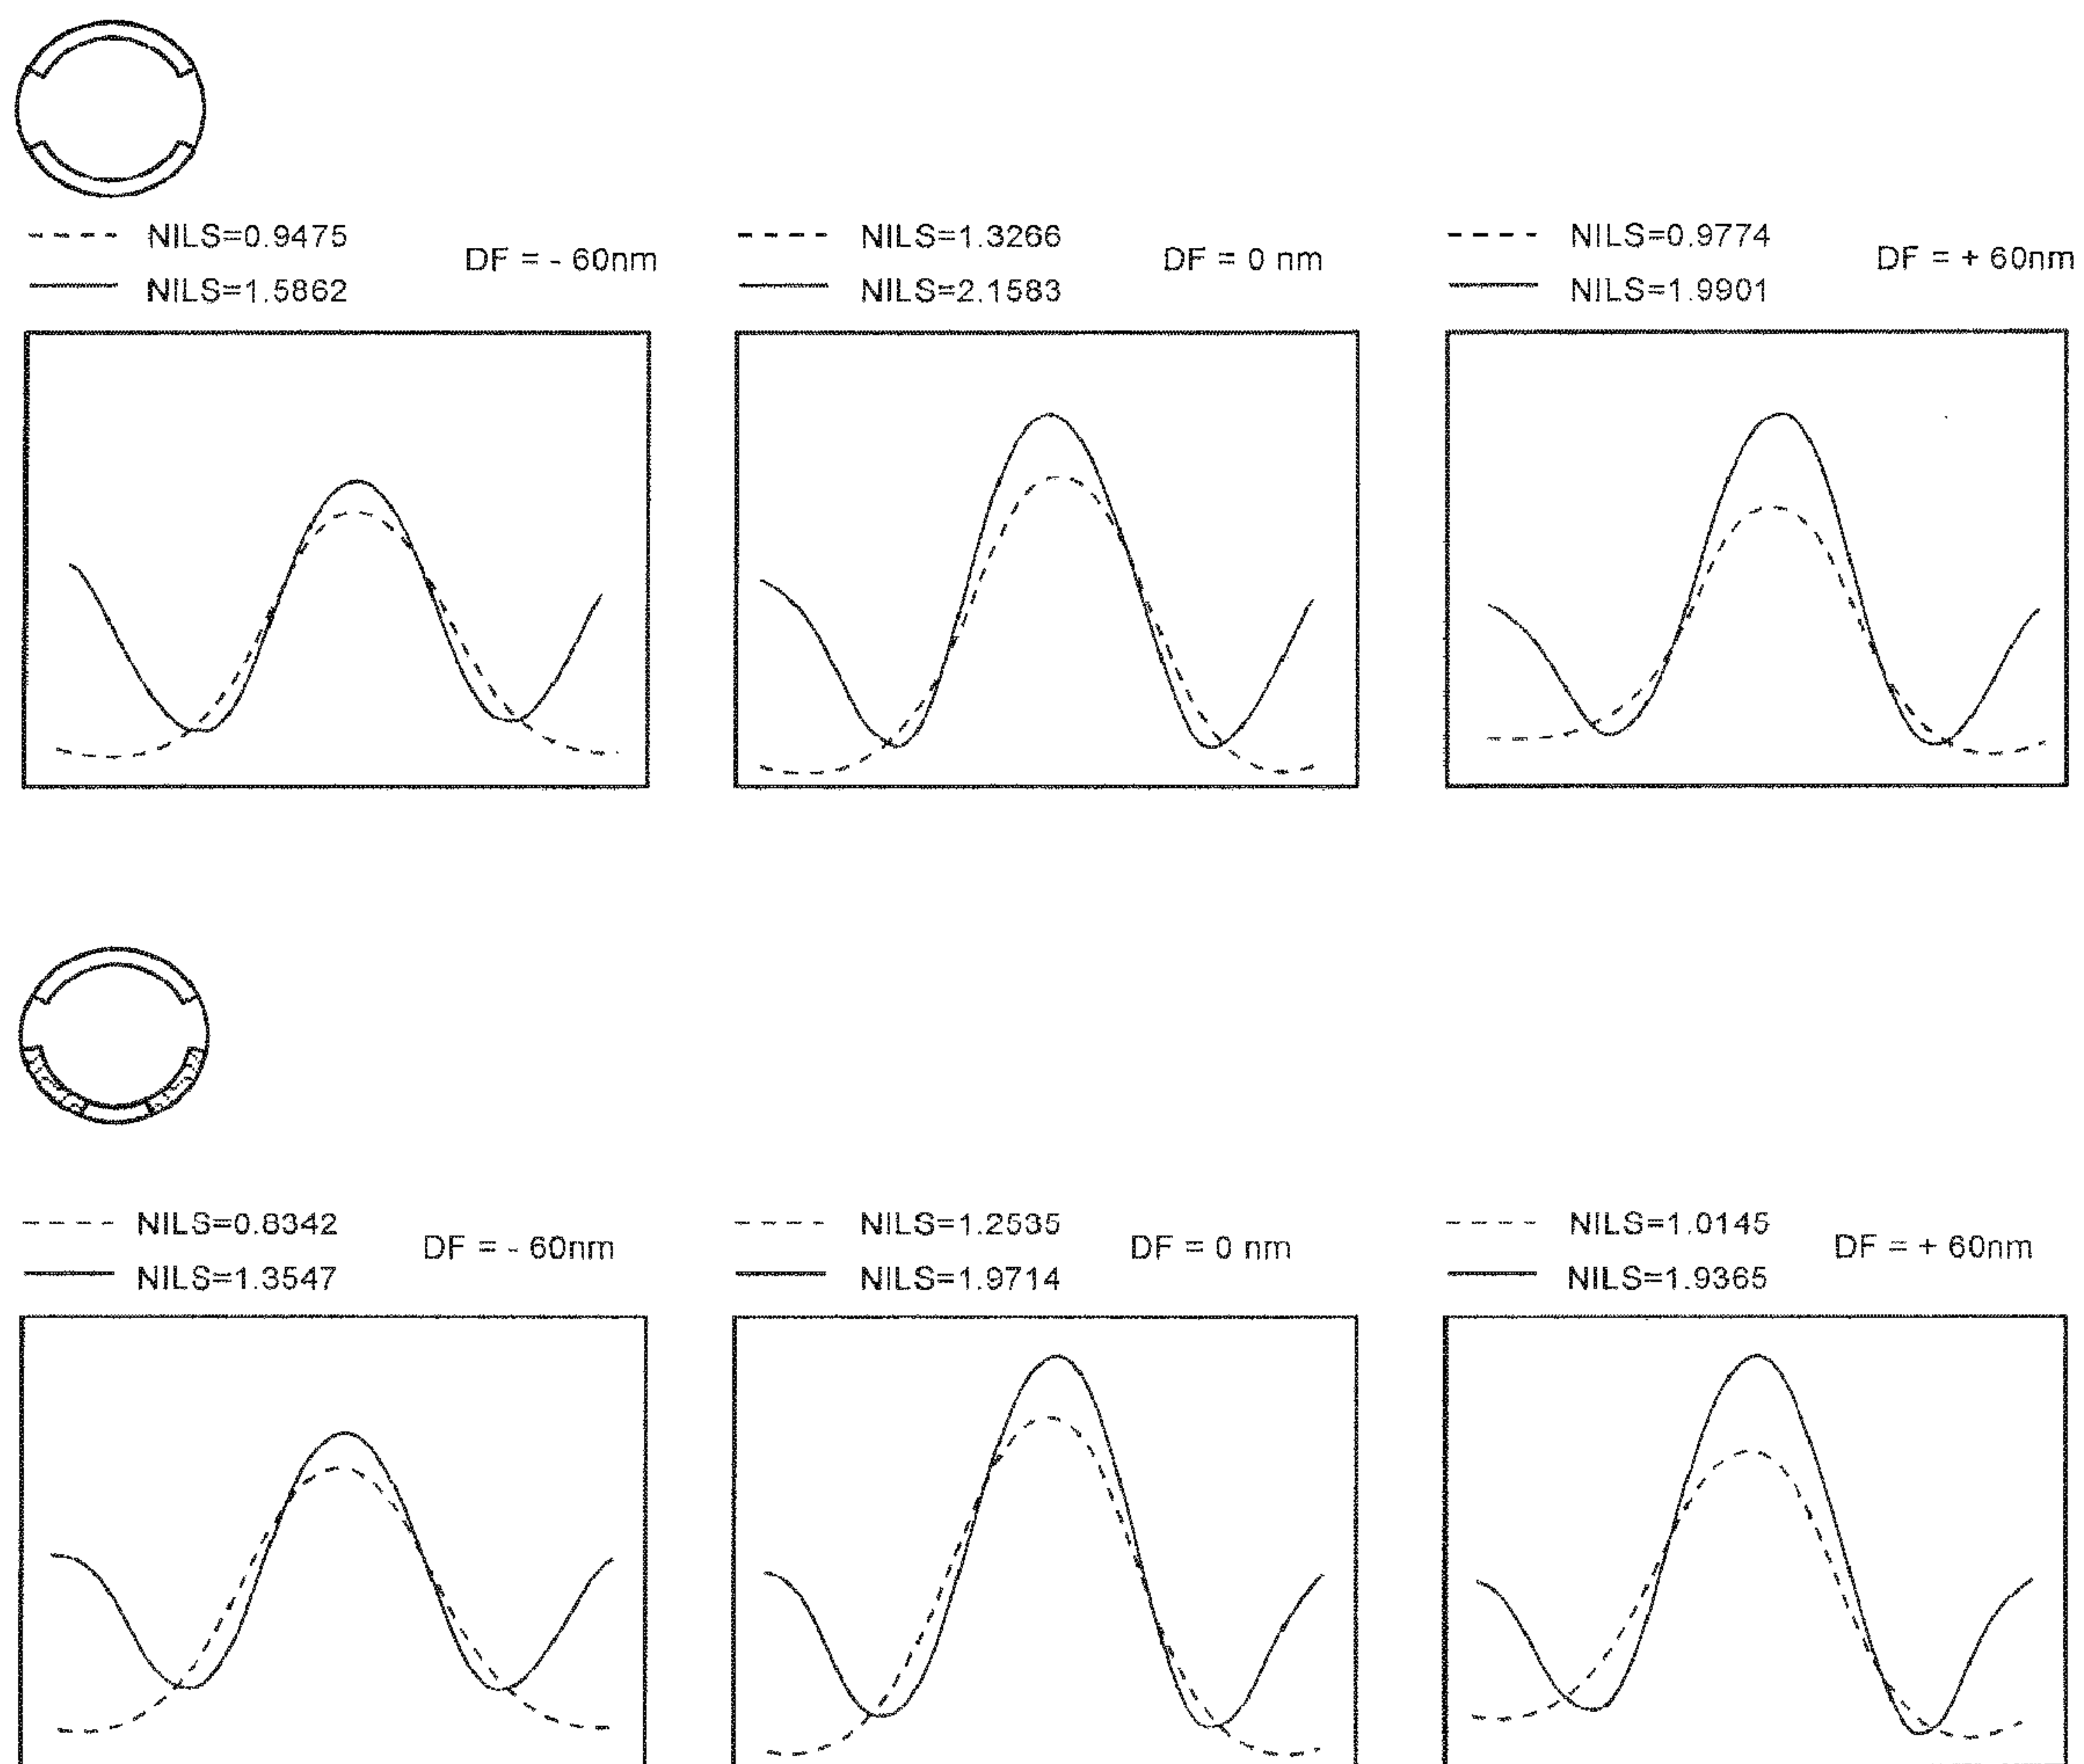 NILS=0.9475
DF = - 60nm
NILS=1.5862
NILS=1.3266
DF = 0 nm
NILS=2.1583
NILS=0.9774
DF = + 60nm
NILS=1.9901
NILS=0.8342
DF = - 60nm
NILS=1.3547
NILS=1.2535
DF = 0 nm
NILS=1.9714
NILS=1.0145
DF = + 60nm
NILS=1.9365